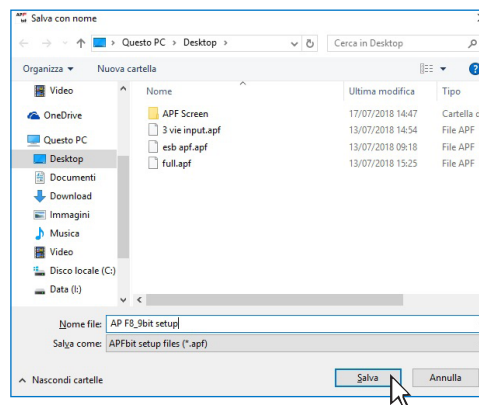 APF bit Salva con nome
Questo PC > Desktop >
Cerca in Desktop
Organizza Nuova cartella
Video
OneDrive
Questo PC
Desktop
Documenti
Download
Immagini
Musica
Video
Disco locale (C:)
Data (I:)
Nome Ultima modifica Tipo
APF Screen 17/07/2018 14:47 Cartella
3 vie input.apf 13/07/2018 14:54 File APF
esb apf.apf 13/07/2018 09:18 File APF
full.apf 13/07/2018 15:25 File APF
Nome file: AP F8_9bit setup
Salva come: APFbit setup files (*.apf)
Nascondi cartelle
Salva Annulla